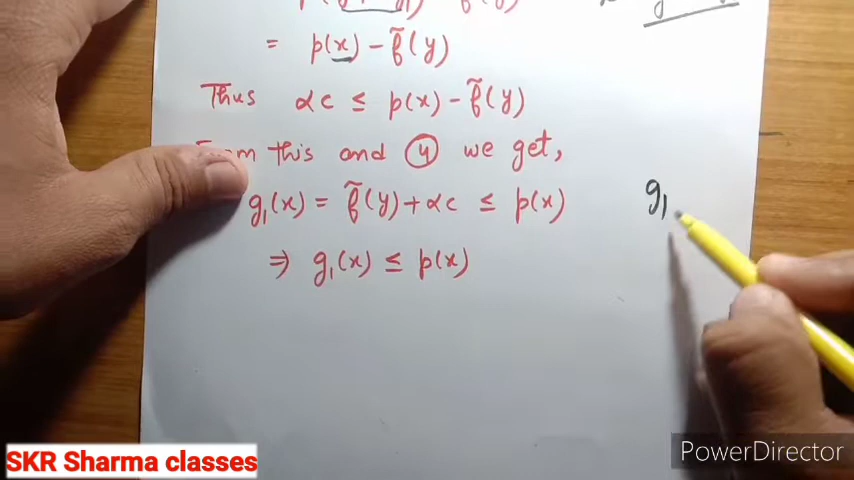 = p(x) - f̃(y)
Thus αc ≤ p(x) - f̃(y)
this and ④ we get,
g₁(x) = f̃(y) + αc ≤ p(x)
g₁
⇒ g₁(x) ≤ p(x)
SKR Sharma classes
PowerDirector